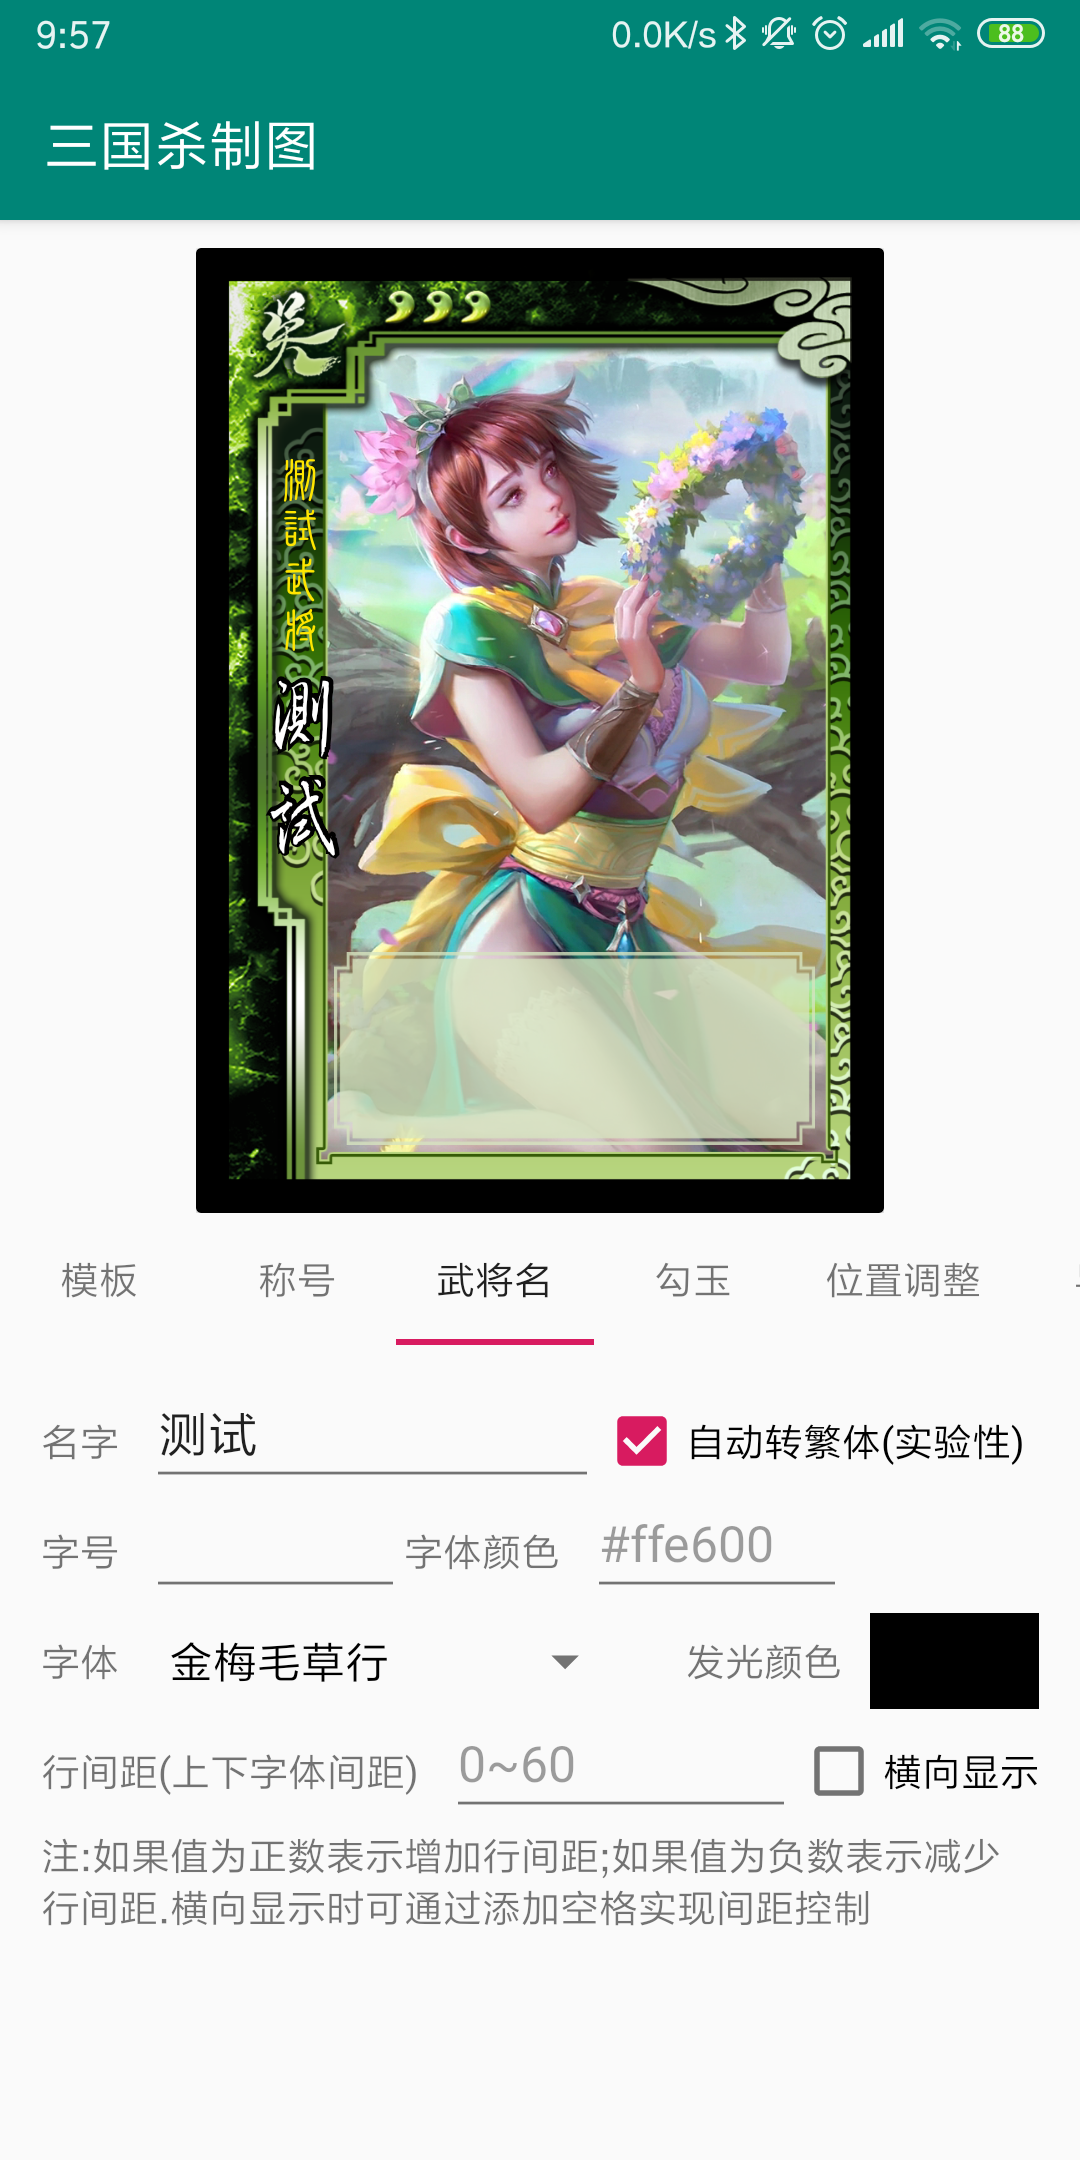 9:57
0.0K/s
88
三国杀制图
吴
測試武將
測試
模板
称号
武将名
勾玉
位置调整
名字
测试
自动转繁体(实验性)
字号
字体颜色
#ffe600
字体
金梅毛草行
发光颜色
行间距(上下字体间距)
0~60
横向显示
注:如果值为正数表示增加行间距;如果值为负数表示减少
行间距.横向显示时可通过添加空格实现间距控制